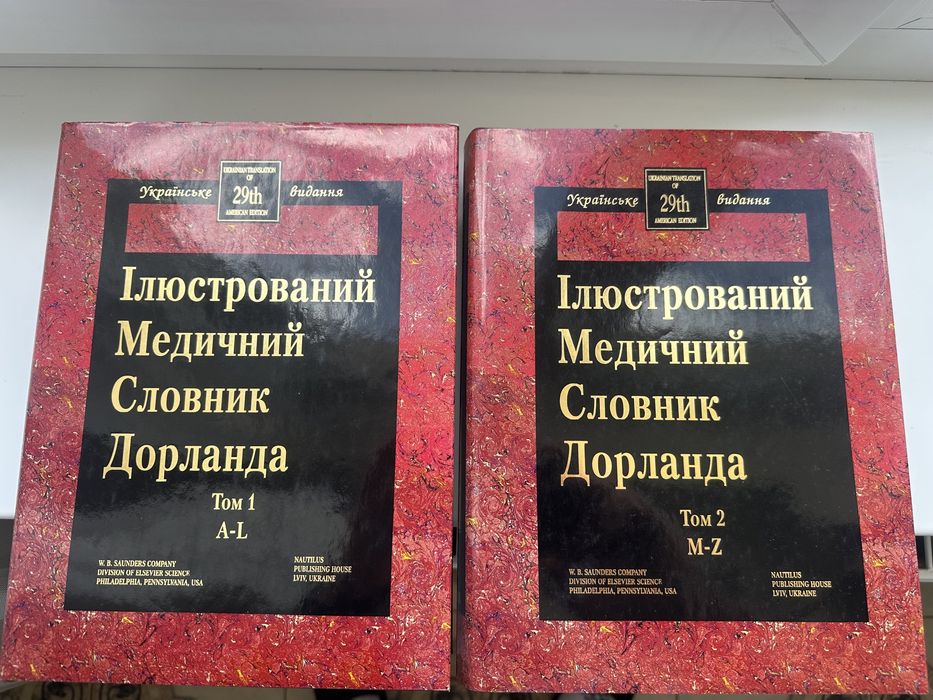 UKRAINIAN TRANSLATION
OF
29th
AMERICAN EDITION
Українське видання
Ілюстрований
Медичний
Словник
Дорланда
Том 1
A-L
W. B. SAUNDERS COMPANY
DIVISION OF ELSEVIER SCIENCE
PHILADELPHIA, PENNSYLVANIA, USA
NAUTILUS
PUBLISHING HOUSE
LVIV, UKRAINE
UKRAINIAN TRANSLATION
OF
29th
AMERICAN EDITION
Українське видання
Ілюстрований
Медичний
Словник
Дорланда
Том 2
M-Z
W. B. SAUNDERS COMPANY
DIVISION OF ELSEVIER SCIENCE
PHILADELPHIA, PENNSYLVANIA, USA
NAUTILUS
PUBLISHING HOUSE
LVIV, UKRAINE